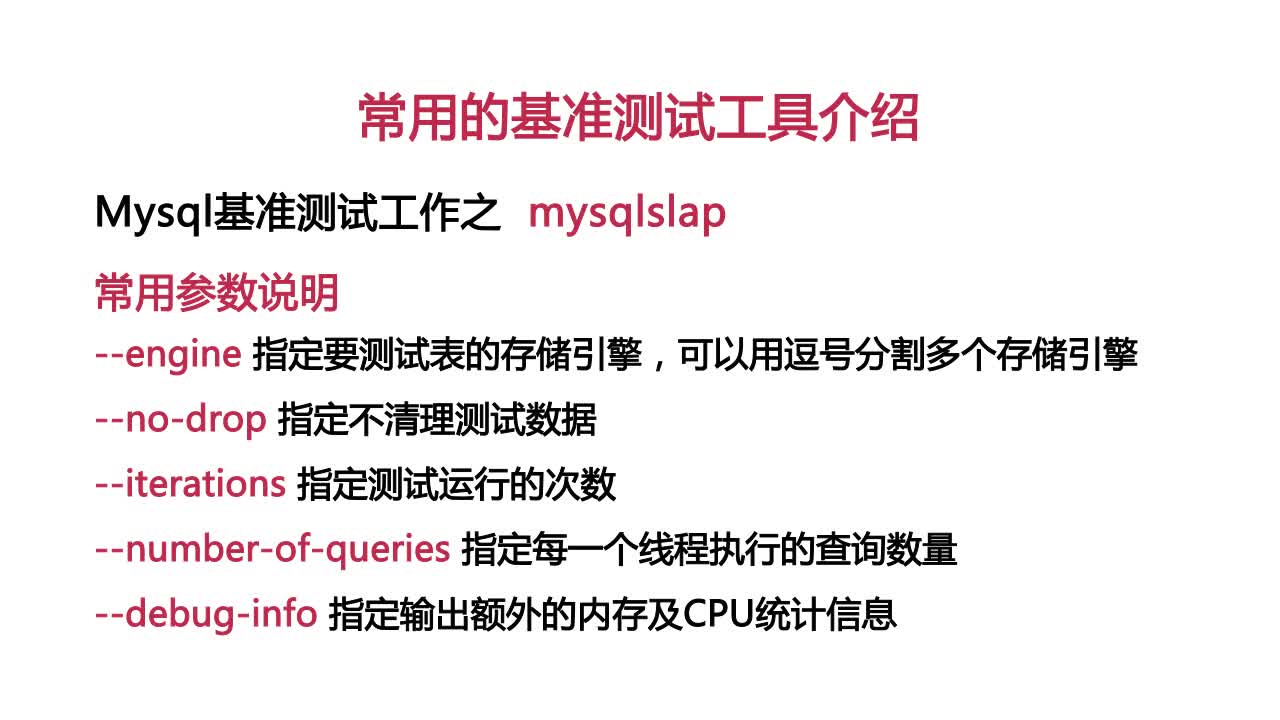 常用的基准测试工具介绍
Mysql基准测试工作之 mysqlslap
常用参数说明
--engine 指定要测试表的存储引擎，可以用逗号分割多个存储引擎
--no-drop 指定不清理测试数据
--iterations 指定测试运行的次数
--number-of-queries 指定每一个线程执行的查询数量
--debug-info 指定输出额外的内存及CPU统计信息